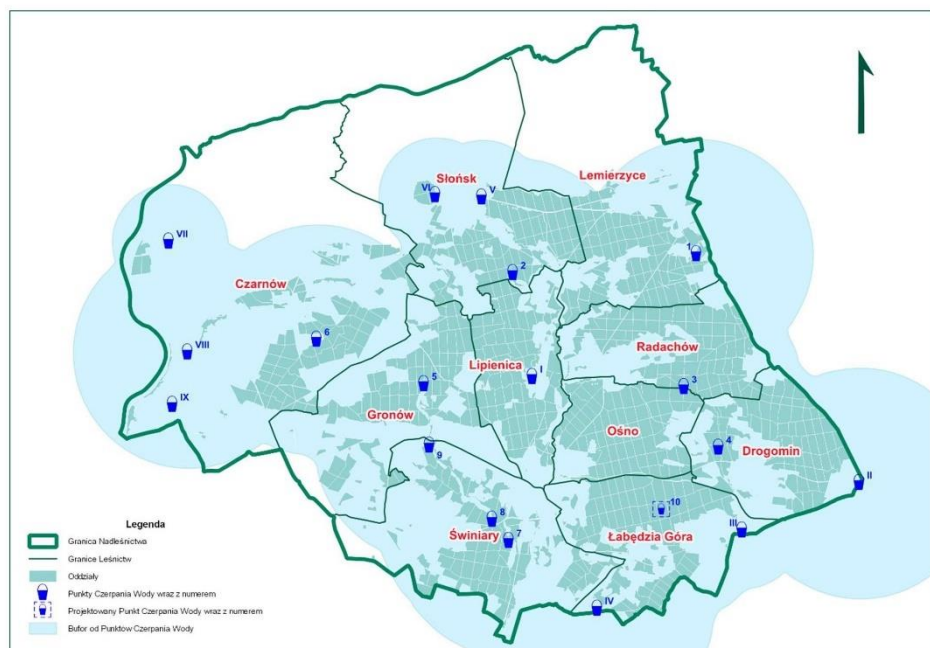 Słońsk
Lemierzyce
VI
V
VII
1
2
Czarnów
6
VIII
Radachów
Lipienica
I
5
3
IX
Gronów
Ośno
4
Drogomin
9
II
10
8
III
Legenda
Świniary
7
Łabędzia Góra
Granica Nadleśnictwa
Granice Leśnictw
Oddziały
Punkty Czerpania Wody wraz z numerem
IV
Projektowany Punkt Czerpania Wody wraz z numerem
Bufor od Punktów Czerpania Wody